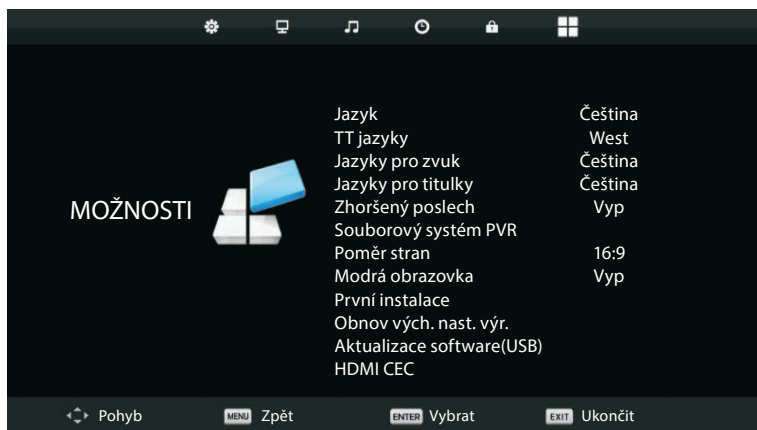 Jazyk Čeština
TT jazyky West
Jazyky pro zvuk Čeština
Jazyky pro titulky Čeština
MOŽNOSTI
Zhoršený poslech Vyp
Souborový systém PVR
Poměr stran 16:9
Modrá obrazovka Vyp
První instalace
Obnov vých. nast. výr.
Aktualizace software(USB)
HDMI CEC
Pohyb MENU Zpět ENTER Vybrat EXIT Ukončit